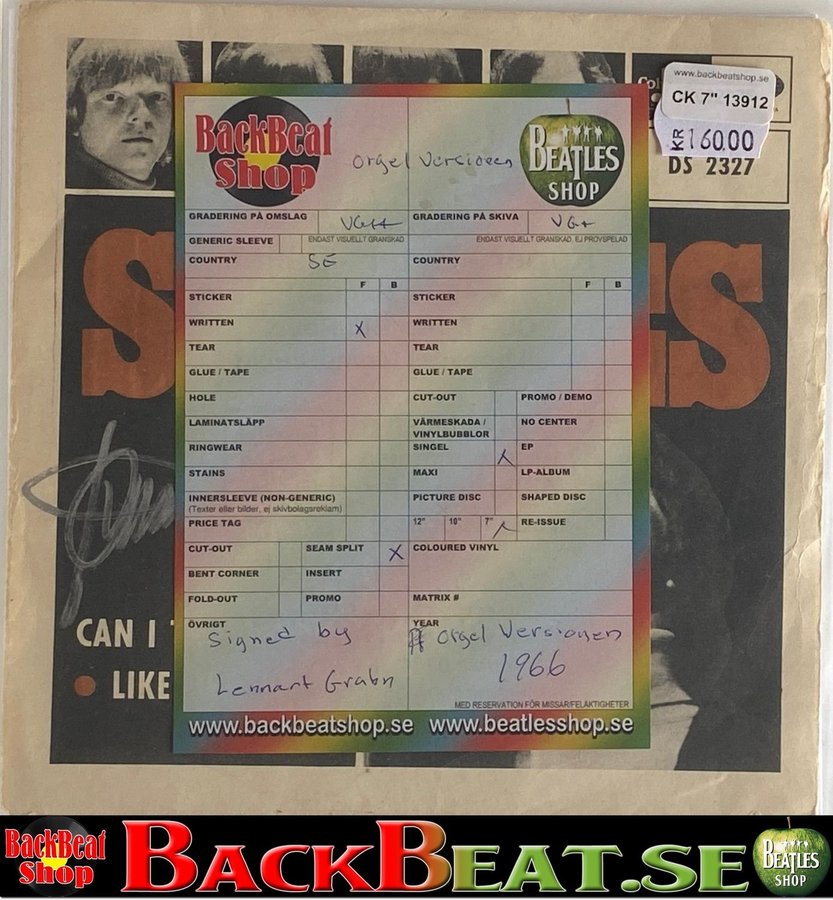 www.backbeatshop.se
CK 7" 13912
KR 160.00
DS 2327
BackBeat Shop
Orgel Versionen
BEATLES SHOP
GRADERING PÅ OMSLAG VG++ GRADERING PÅ SKIVA VG+
GENERIC SLEEVE ENDAST VISUELLT GRANSKAD ENDAST VISUELLT GRANSKAD, EJ PROVSPELAD
COUNTRY SE COUNTRY
F B F B
STICKER STICKER
WRITTEN X WRITTEN
TEAR TEAR
GLUE / TAPE GLUE / TAPE
HOLE CUT-OUT PROMO / DEMO
LAMINATSLÄPP VÄRMESKADA / VINYLBUBBLOR NO CENTER
RINGWEAR SINGEL X EP
STAINS MAXI LP-ALBUM
INNERSLEEVE (NON-GENERIC) PICTURE DISC SHAPED DISC
(Texter eller bilder, ej skivbolagsreklam)
PRICE TAG 12" 10" 7" X RE-ISSUE
CUT-OUT SEAM SPLIT X COLOURED VINYL
BENT CORNER INSERT
FOLD-OUT PROMO MATRIX #
ÖVRIGT YEAR
Signed by Orgel Versionen
Lennart Grahn 1966
MED RESERVATION FÖR MISSAR/FELAKTIGHETER
www.backbeatshop.se www.beatlesshop.se
S S
CAN I
LIKE
BackBeat Shop BACKBEAT.SE BEATLES SHOP